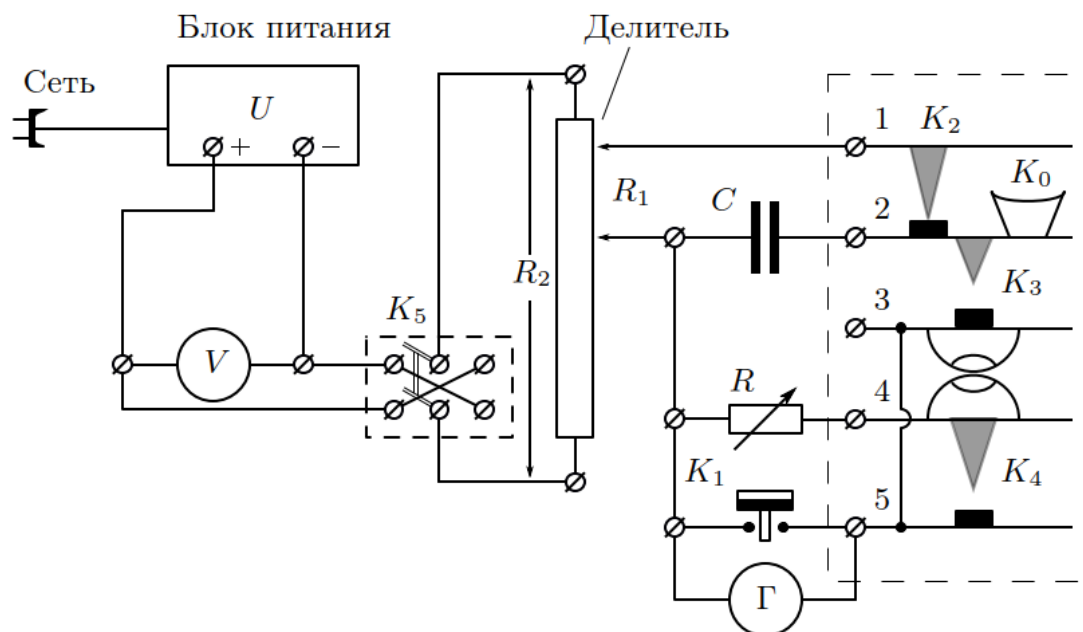 Блок питания
Делитель
Сеть
U
+ −
1 K₂
R₁ C 2 K₀
R₂
K₅ 3 K₃
V
R 4
K₁ 5 K₄
Г